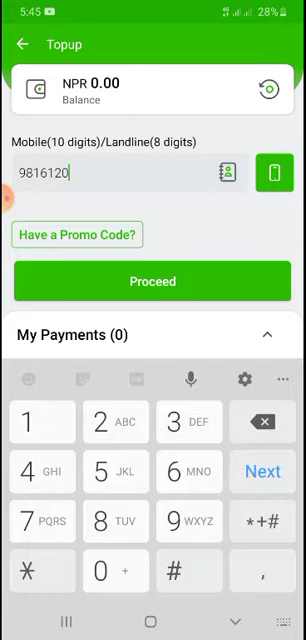 5:45 28%
Topup
NPR 0.00
Balance
Mobile(10 digits)/Landline(8 digits)
9816120
Have a Promo Code?
Proceed
My Payments (0)
1 2 ABC 3 DEF
4 GHI 5 JKL 6 MNO Next
7 PQRS 8 TUV 9 WXYZ *+#
* 0 + # ,